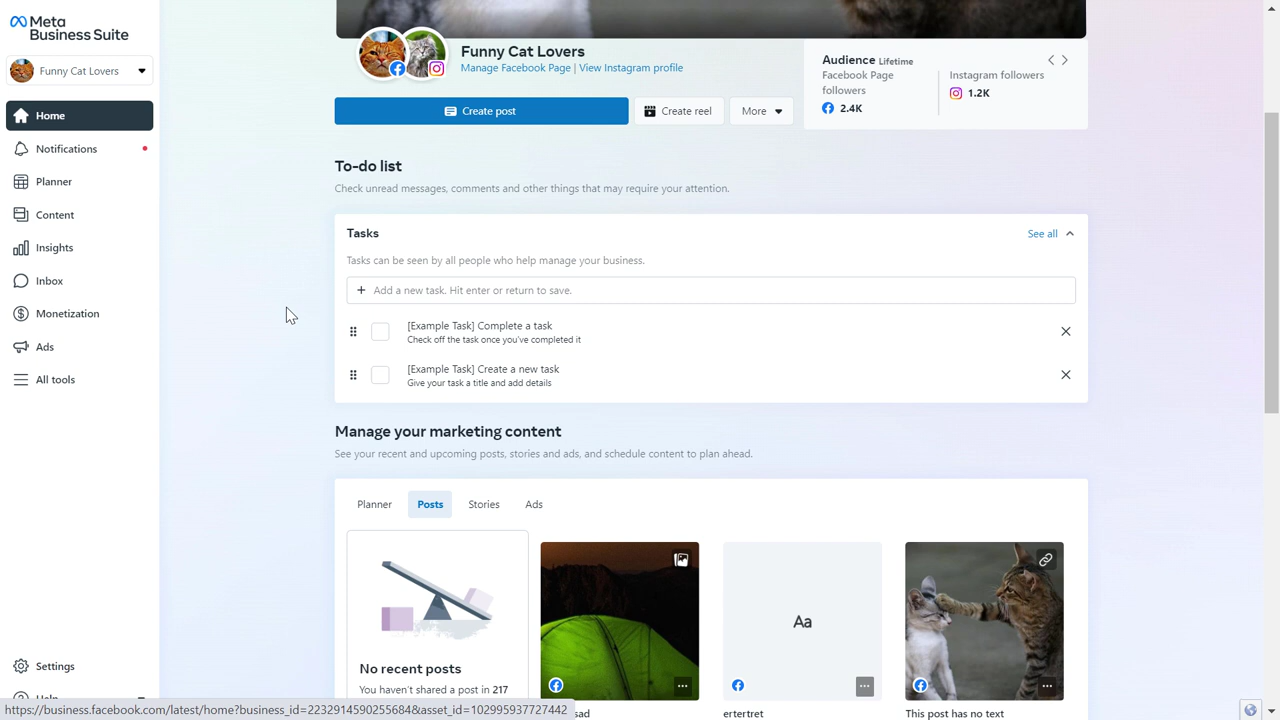 Meta
Business Suite
Funny Cat Lovers
Home
Notifications
Planner
Content
Insights
Inbox
Monetization
Ads
All tools
Settings
Help
Funny Cat Lovers
Manage Facebook Page | View Instagram profile
Create post
Create reel
More
Audience Lifetime
Facebook Page
followers
2.4K
Instagram followers
1.2K
To-do list
Check unread messages, comments and other things that may require your attention.
Tasks
See all
Tasks can be seen by all people who help manage your business.
+ Add a new task. Hit enter or return to save.
[Example Task] Complete a task
Check off the task once you've completed it
[Example Task] Create a new task
Give your task a title and add details
Manage your marketing content
See your recent and upcoming posts, stories and ads, and schedule content to plan ahead.
Planner
Posts
Stories
Ads
No recent posts
You haven't shared a post in 217
Aa
sad
ertertret
This post has no text
https://business.facebook.com/latest/home?business_id=2232914590255684&asset_id=102995937727442